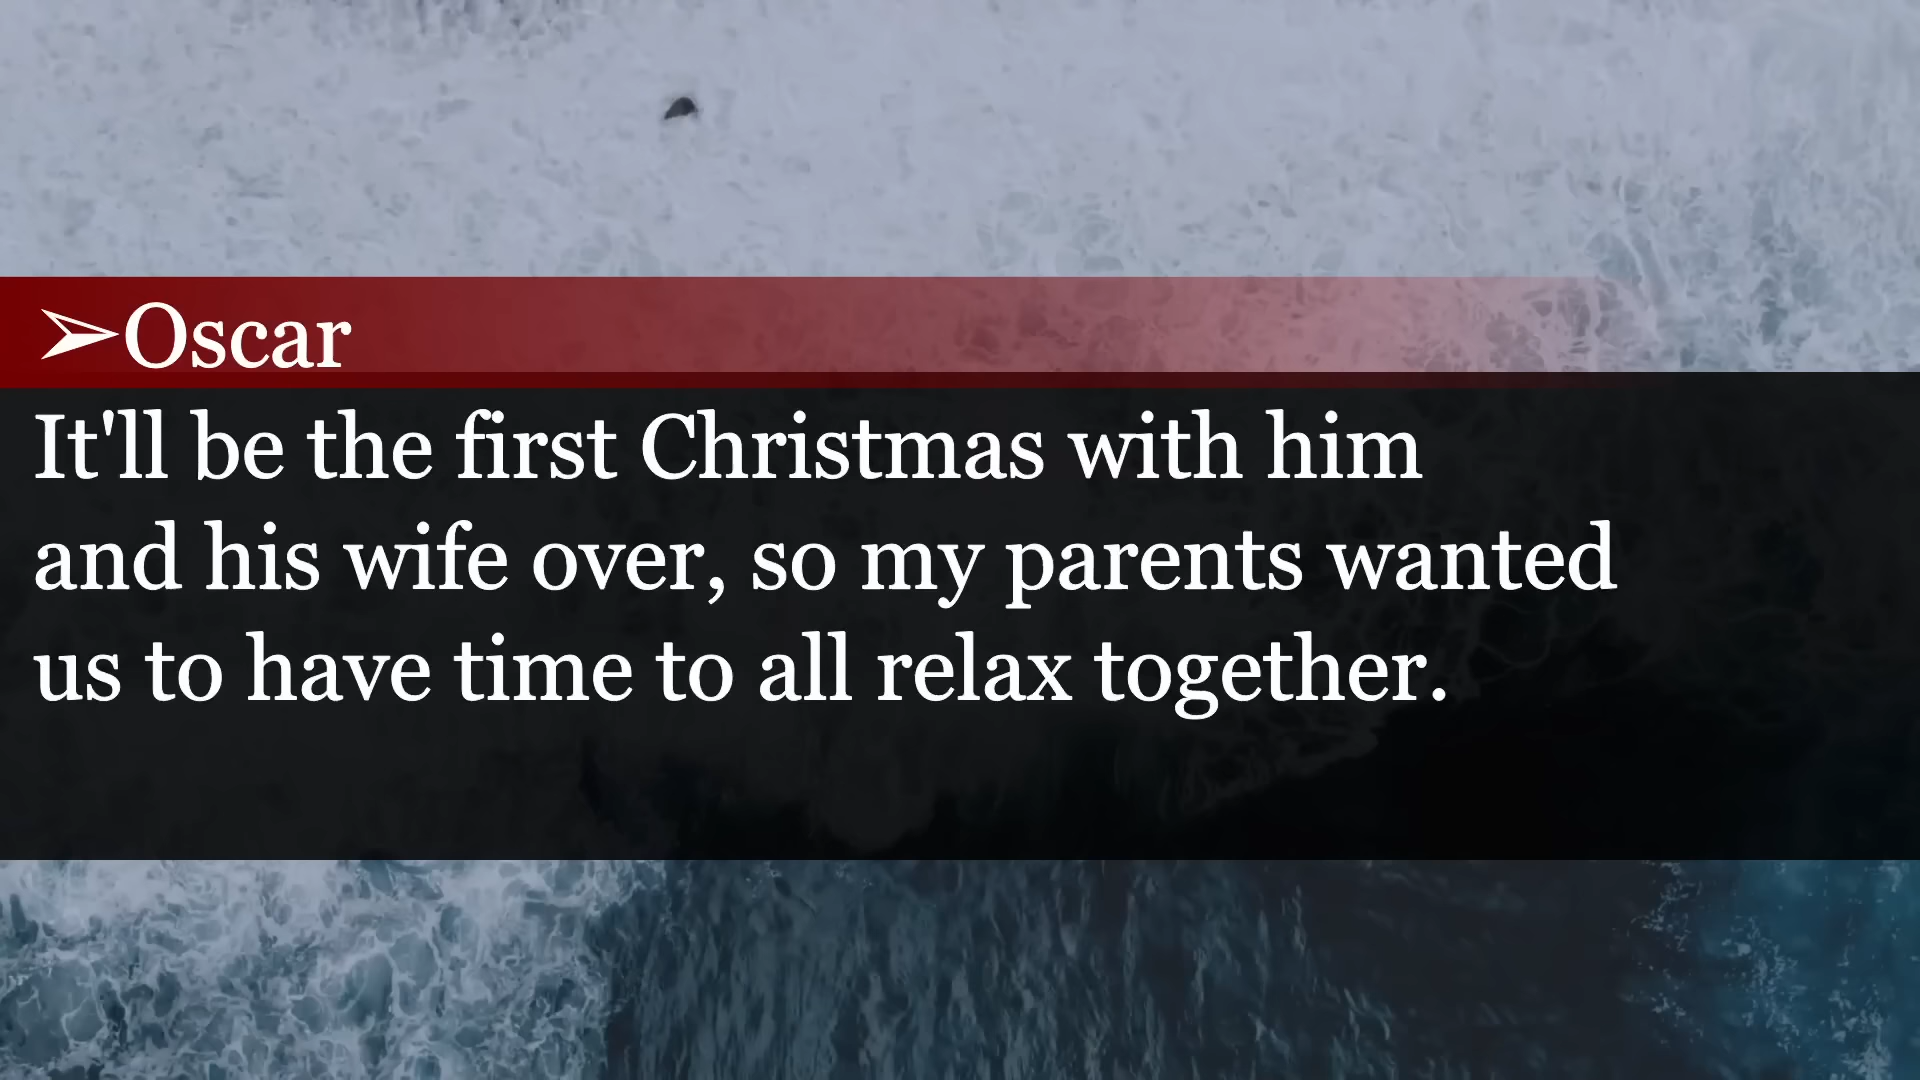 ➢Oscar
It'll be the first Christmas with him
and his wife over, so my parents wanted
us to have time to all relax together.